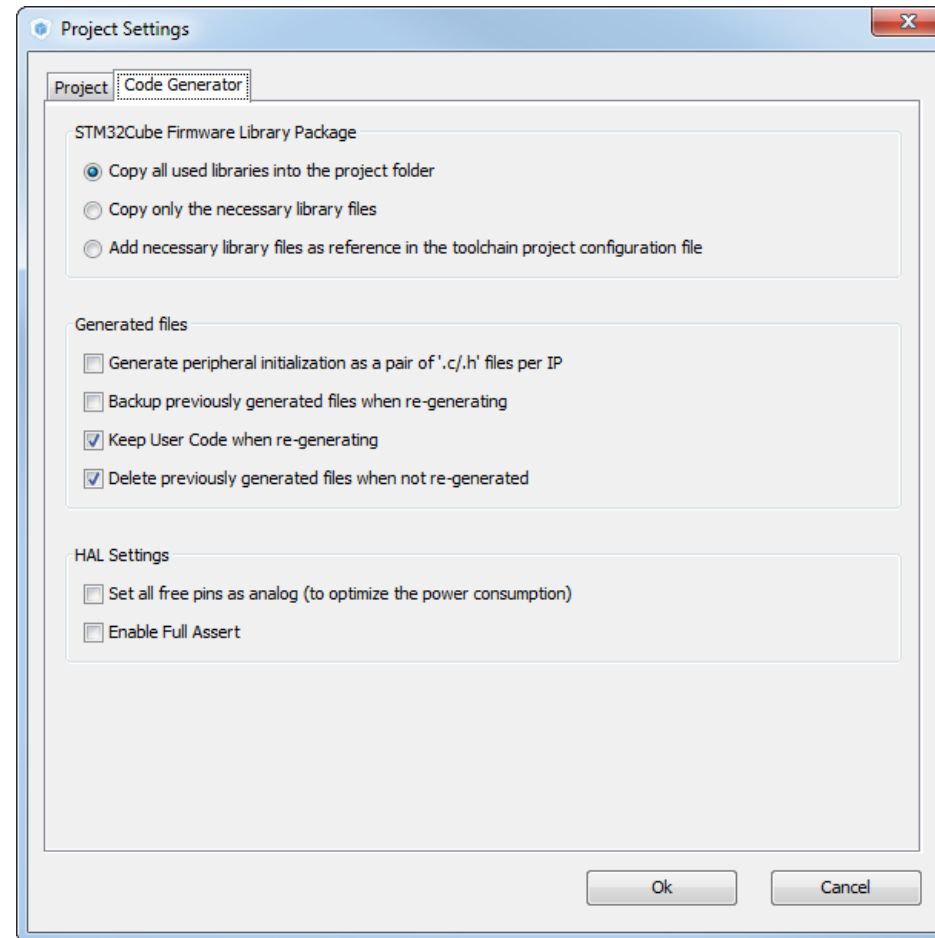 Project Settings
Project
Code Generator
STM32Cube Firmware Library Package
Copy all used libraries into the project folder
Copy only the necessary library files
Add necessary library files as reference in the toolchain project configuration file
Generated files
Generate peripheral initialization as a pair of '.c/.h' files per IP
Backup previously generated files when re-generating
Keep User Code when re-generating
Delete previously generated files when not re-generated
HAL Settings
Set all free pins as analog (to optimize the power consumption)
Enable Full Assert
Ok
Cancel